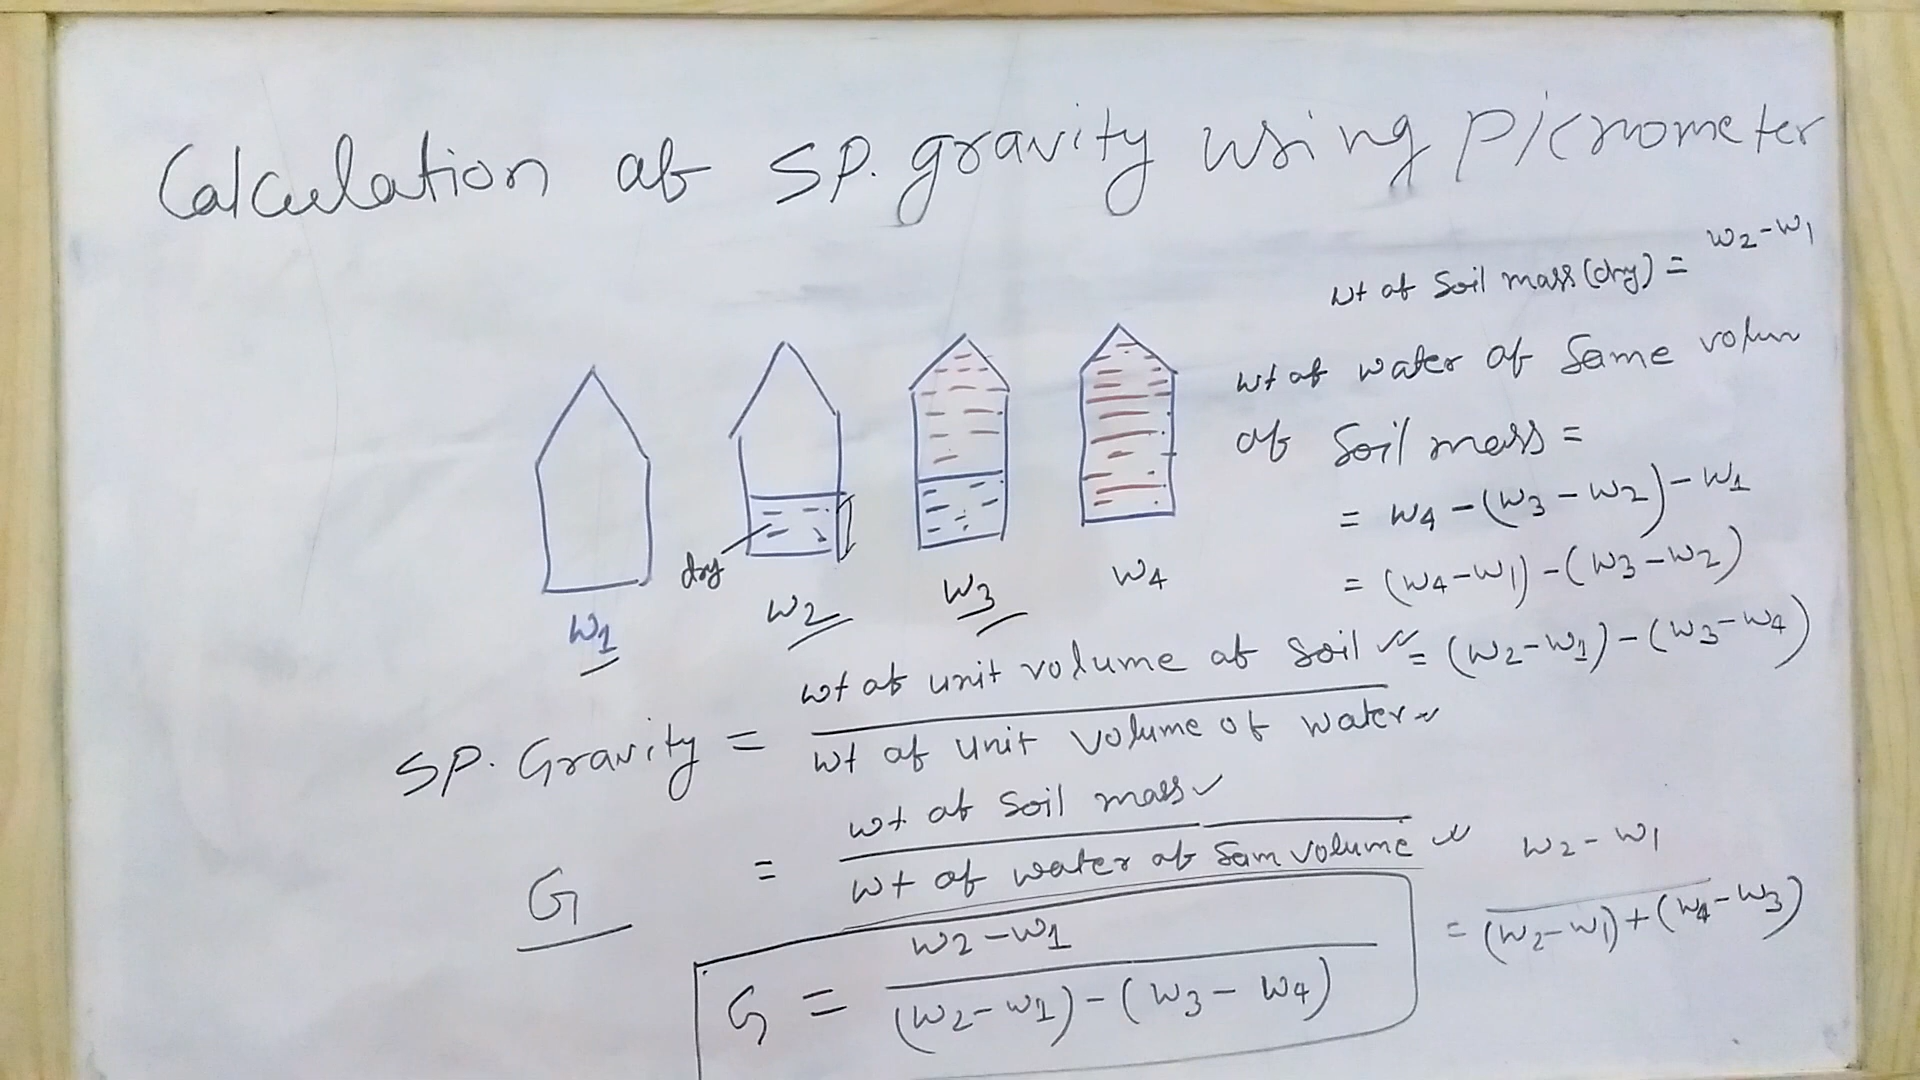 Calculation of SP. gravity using Picnometer
wt of Soil mass (dry) = w2-w1
wt of water of Same volum
of Soil mass =
= w4 - (w3 - w2) - w1
= (w4-w1) - (w3-w2)
= (w2-w1) - (w3-w4)
dry
w1
w2
w3
w4
SP. Gravity = wt of unit volume of Soil / wt of unit volume of water
= wt of Soil mass / wt of water of Sam volume
G
G = w2-w1 / (w2-w1) - (w3-w4)
= w2-w1 / (w2-w1) + (w4-w3)